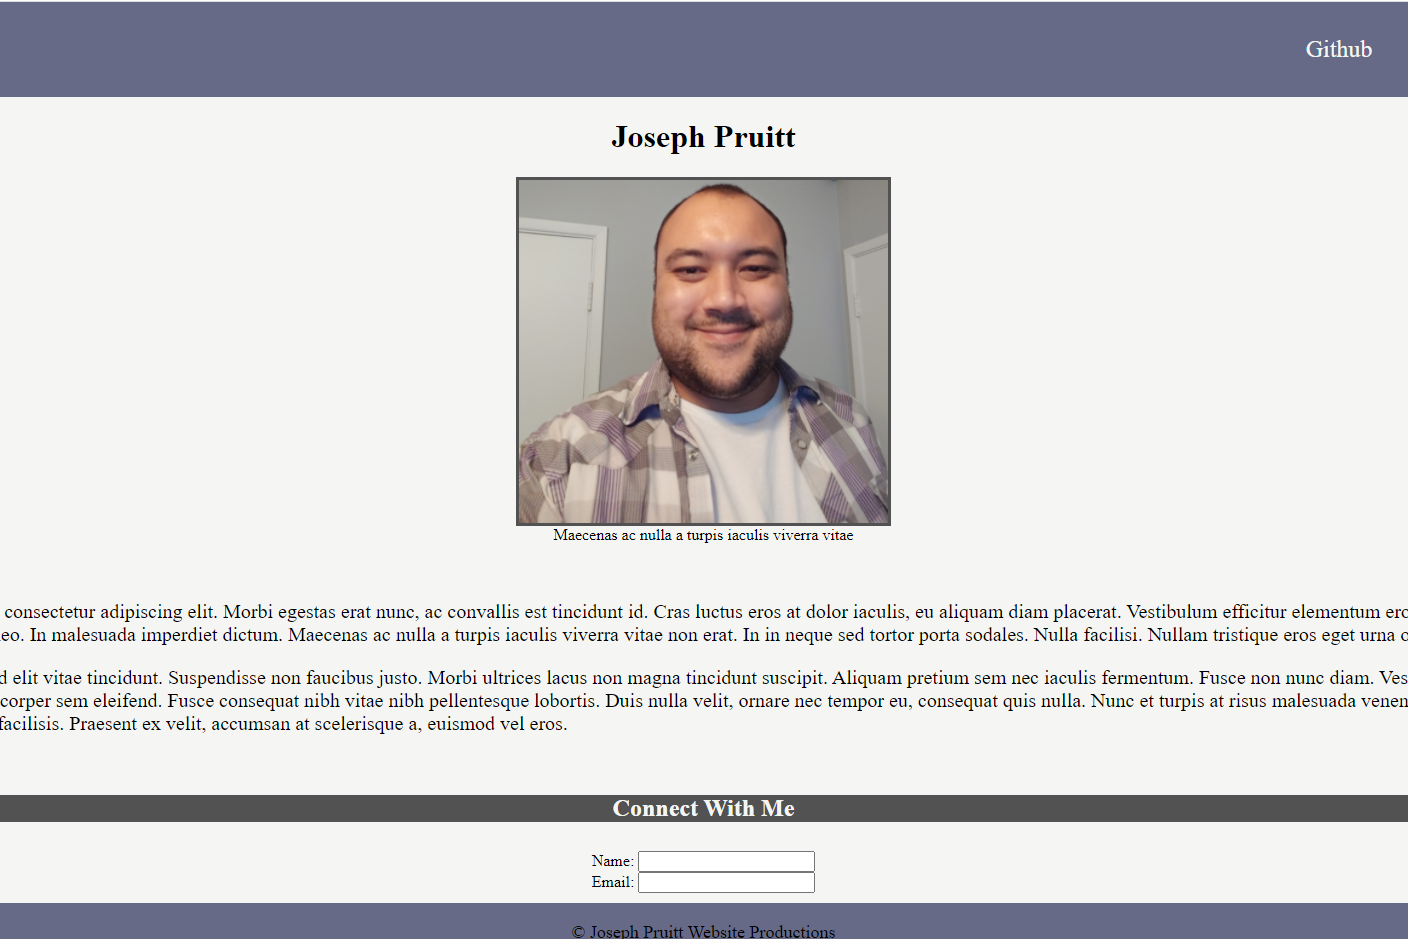 Github
Joseph Pruitt
Maecenas ac nulla a turpis iaculis viverra vitae
consectetur adipiscing elit. Morbi egestas erat nunc, ac convallis est tincidunt id. Cras luctus eros at dolor iaculis, eu aliquam diam placerat. Vestibulum efficitur elementum
In malesuada imperdiet dictum. Maecenas ac nulla a turpis iaculis viverra vitae non erat. In in neque sed tortor porta sodales. Nulla facilisi. Nullam tristique eros eget urna
elit vitae tincidunt. Suspendisse non faucibus justo. Morbi ultrices lacus non magna tincidunt suscipit. Aliquam pretium sem nec iaculis fermentum. Fusce non nunc diam.
corper sem eleifend. Fusce consequat nibh vitae nibh pellentesque lobortis. Duis nulla velit, ornare nec tempor eu, consequat quis nulla. Nunc et turpis at risus malesuada
facilisis. Praesent ex velit, accumsan at scelerisque a, euismod vel eros.
Connect With Me
Name:
Email:
© Joseph Pruitt Website Productions